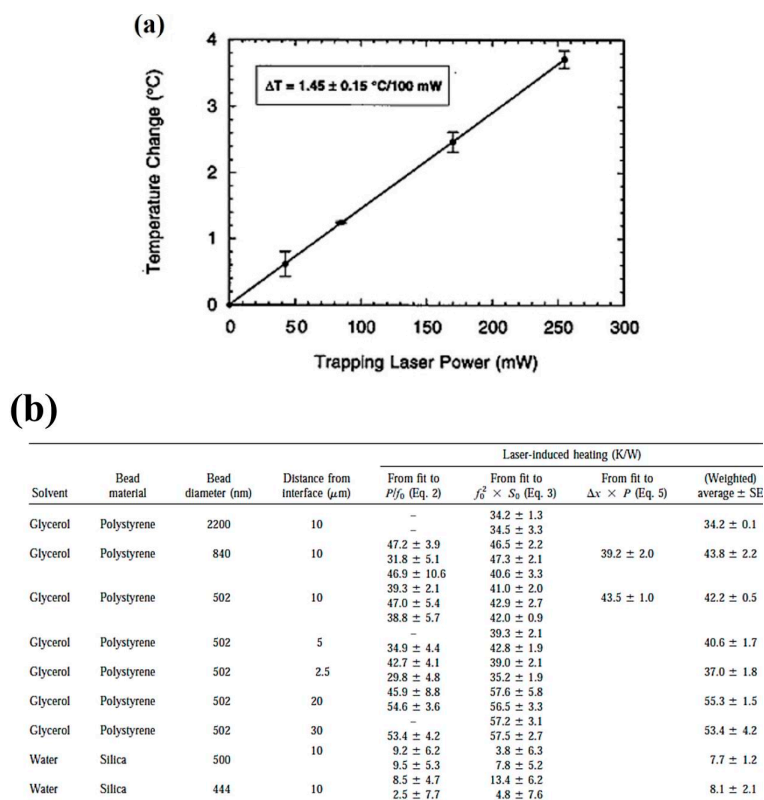 (a)
4
3
2
1
0
ΔT = 1.45 ± 0.15 °C/100 mW
Temperature Change (°C)
0 50 100 150 200 250 300
Trapping Laser Power (mW)
(b)
Laser-induced heating (K/W)
Bead Bead Distance from From fit to From fit to From fit to (Weighted)
Solvent material diameter (nm) interface (μm) P/f₀ (Eq. 2) f₀² × S₀ (Eq. 3) Δx × P (Eq. 5) average ± SE
Glycerol Polystyrene 2200 10 – 34.2 ± 1.3 34.2 ± 0.1
– 34.5 ± 3.3
Glycerol Polystyrene 840 10 47.2 ± 3.9 46.5 ± 2.2 39.2 ± 2.0 43.8 ± 2.2
31.8 ± 5.1 47.3 ± 2.1
46.9 ± 10.6 40.6 ± 3.3
Glycerol Polystyrene 502 10 39.3 ± 2.1 41.0 ± 2.0 43.5 ± 1.0 42.2 ± 0.5
47.0 ± 5.4 42.9 ± 2.7
38.8 ± 5.7 42.0 ± 0.9
Glycerol Polystyrene 502 5 – 39.3 ± 2.1 40.6 ± 1.7
34.9 ± 4.4 42.8 ± 1.9
Glycerol Polystyrene 502 2.5 42.7 ± 4.1 39.0 ± 2.1 37.0 ± 1.8
29.8 ± 4.8 35.2 ± 1.9
Glycerol Polystyrene 502 20 45.9 ± 8.8 57.6 ± 5.8 55.3 ± 1.5
54.6 ± 3.6 56.5 ± 3.3
Glycerol Polystyrene 502 30 – 57.2 ± 3.1 53.4 ± 4.2
53.4 ± 4.2 57.5 ± 2.7
Water Silica 500 10 9.2 ± 6.2 3.8 ± 6.3 7.7 ± 1.2
9.5 ± 5.3 7.8 ± 5.2
Water Silica 444 10 8.5 ± 4.7 13.4 ± 6.2 8.1 ± 2.1
2.5 ± 7.7 4.8 ± 7.6